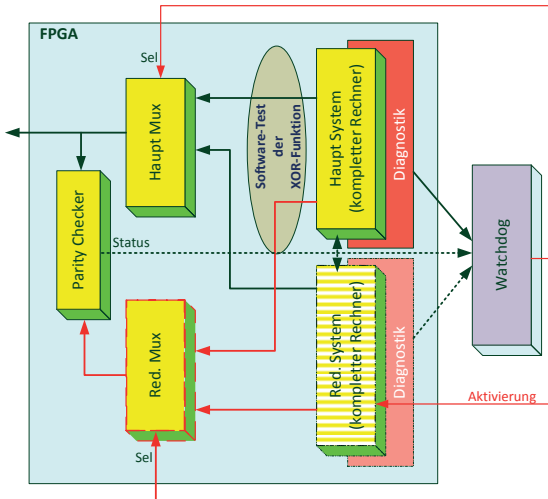 FPGA
Sel
Haupt Mux
Software-Test
der
XOR-Funktion
Haupt System
(kompletter Rechner)
Diagnostik
Parity Checker
Status
Watchdog
Red. Mux
Red. System
(kompletter Rechner)
Diagnostik
Aktivierung
Sel